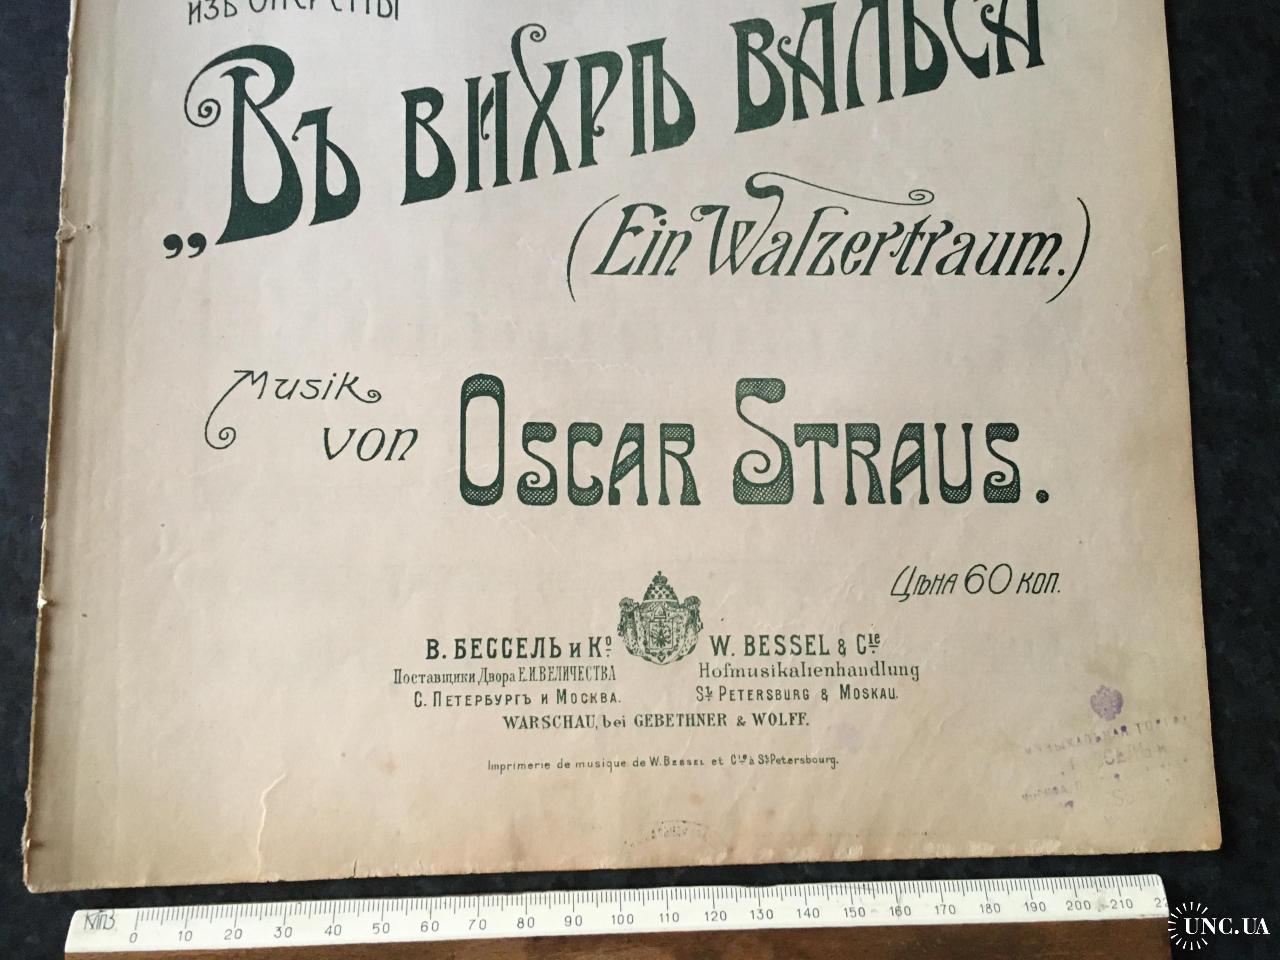 изъ оперетты
„Въ вихрѣ вальса
(Ein Walzertraum.)
Musik
von Oscar Straus.
Цѣна 60 коп.
В. БЕССЕЛЬ и Ко.
W. BESSEL & Cie.
Поставщики Двора Е.И.ВЕЛИЧЕСТВА
Hofmusikalienhandlung
С. ПЕТЕРБУРГЪ и МОСКВА.
St. PETERSBURG & MOSKAU.
WARSCHAU, bei GEBETHNER & WOLFF.
Imprimerie de musique de W. BESSEL et Cie à St. Petersbourg.
0 10 20 30 40 50 60 70 80 90 100 110 120 130 140 150 160 170 180 190 200 210
UNC.UA